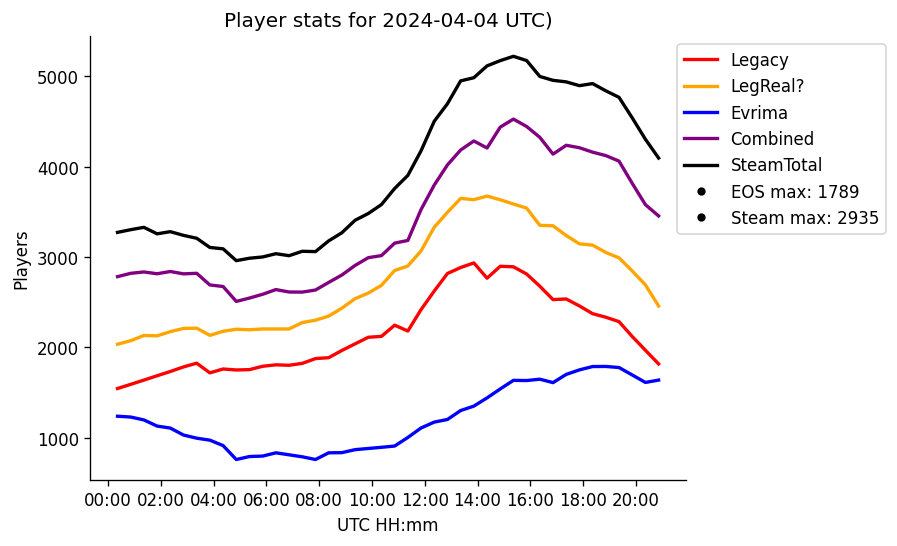 Player stats for 2024-04-04 UTC)
Players
5000
4000
3000
2000
1000
00:00 02:00 04:00 06:00 08:00 10:00 12:00 14:00 16:00 18:00 20:00
UTC HH:mm
Legacy
LegReal?
Evrima
Combined
SteamTotal
EOS max: 1789
Steam max: 2935